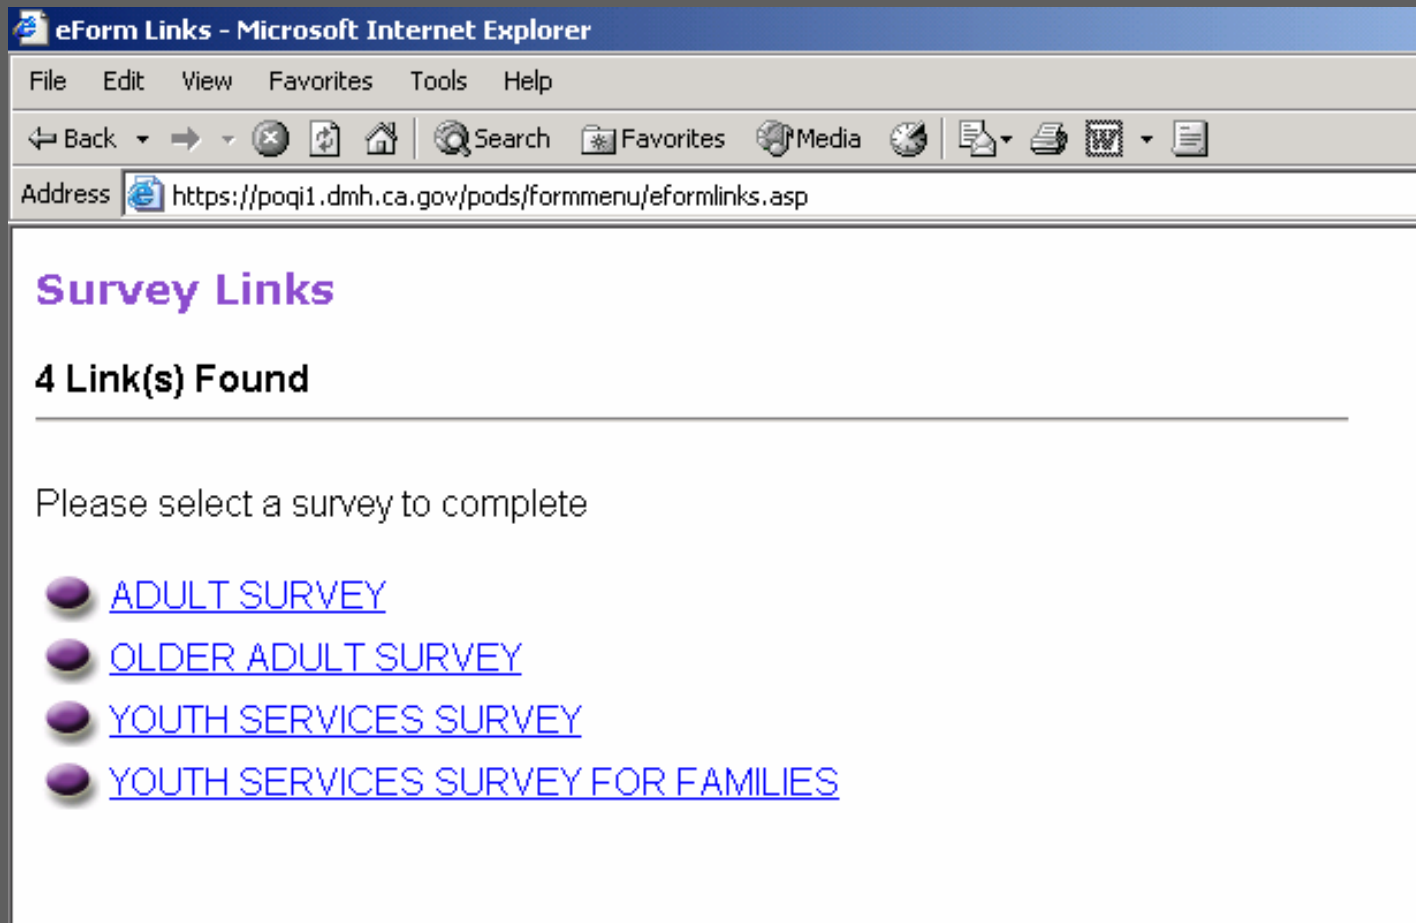 eForm Links - Microsoft Internet Explorer
File Edit View Favorites Tools Help
Back Search Favorites Media W
Address https://poqi1.dmh.ca.gov/pods/formmenu/eformlinks.asp
Survey Links
4 Link(s) Found
Please select a survey to complete
ADULT SURVEY
OLDER ADULT SURVEY
YOUTH SERVICES SURVEY
YOUTH SERVICES SURVEY FOR FAMILIES